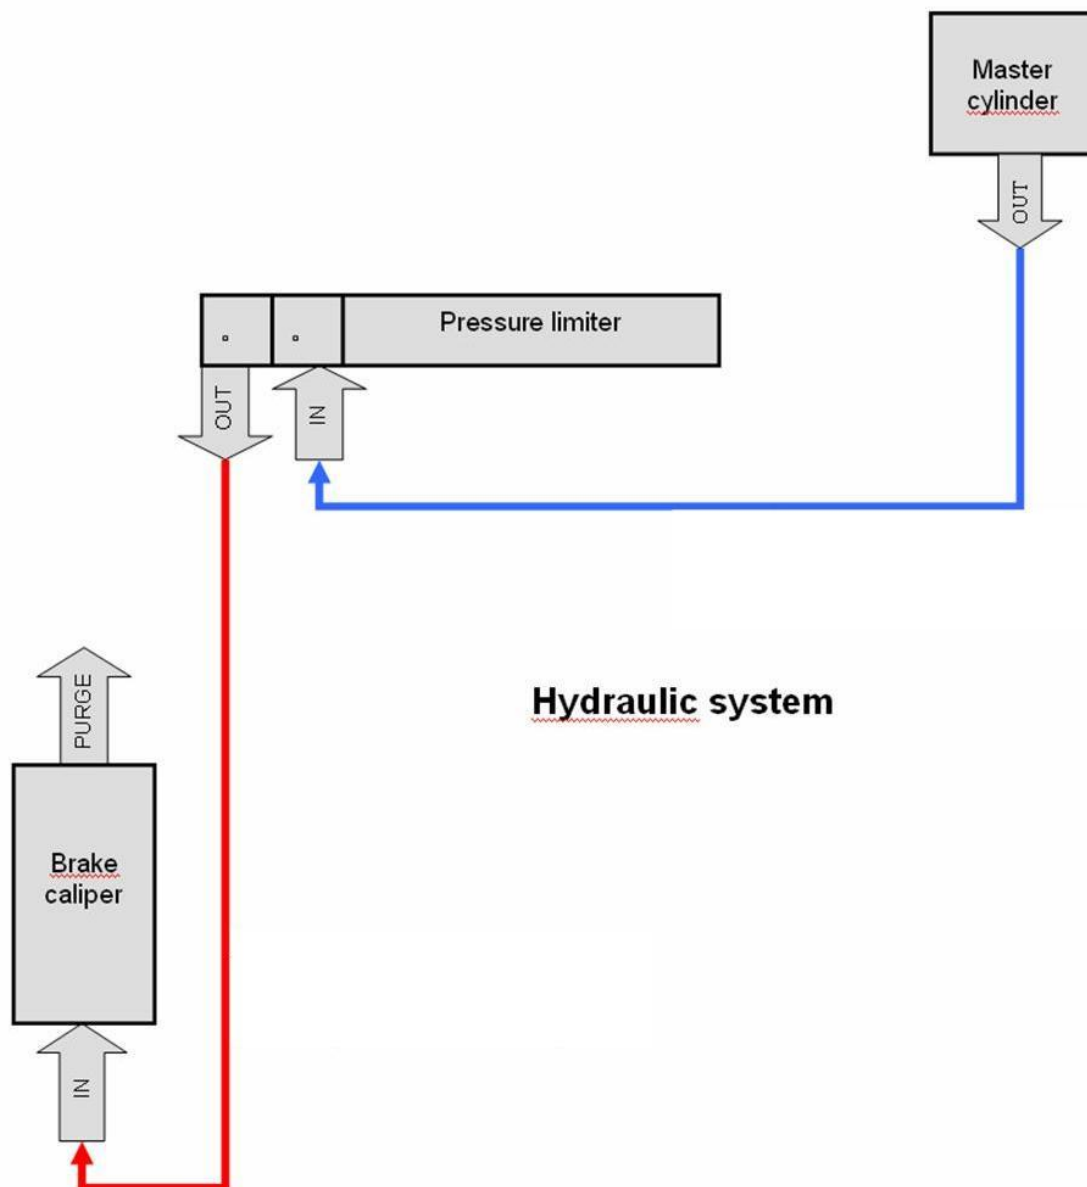 Master
cylinder
OUT
Pressure limiter
OUT
IN
PURGE
Hydraulic system
Brake
caliper
IN